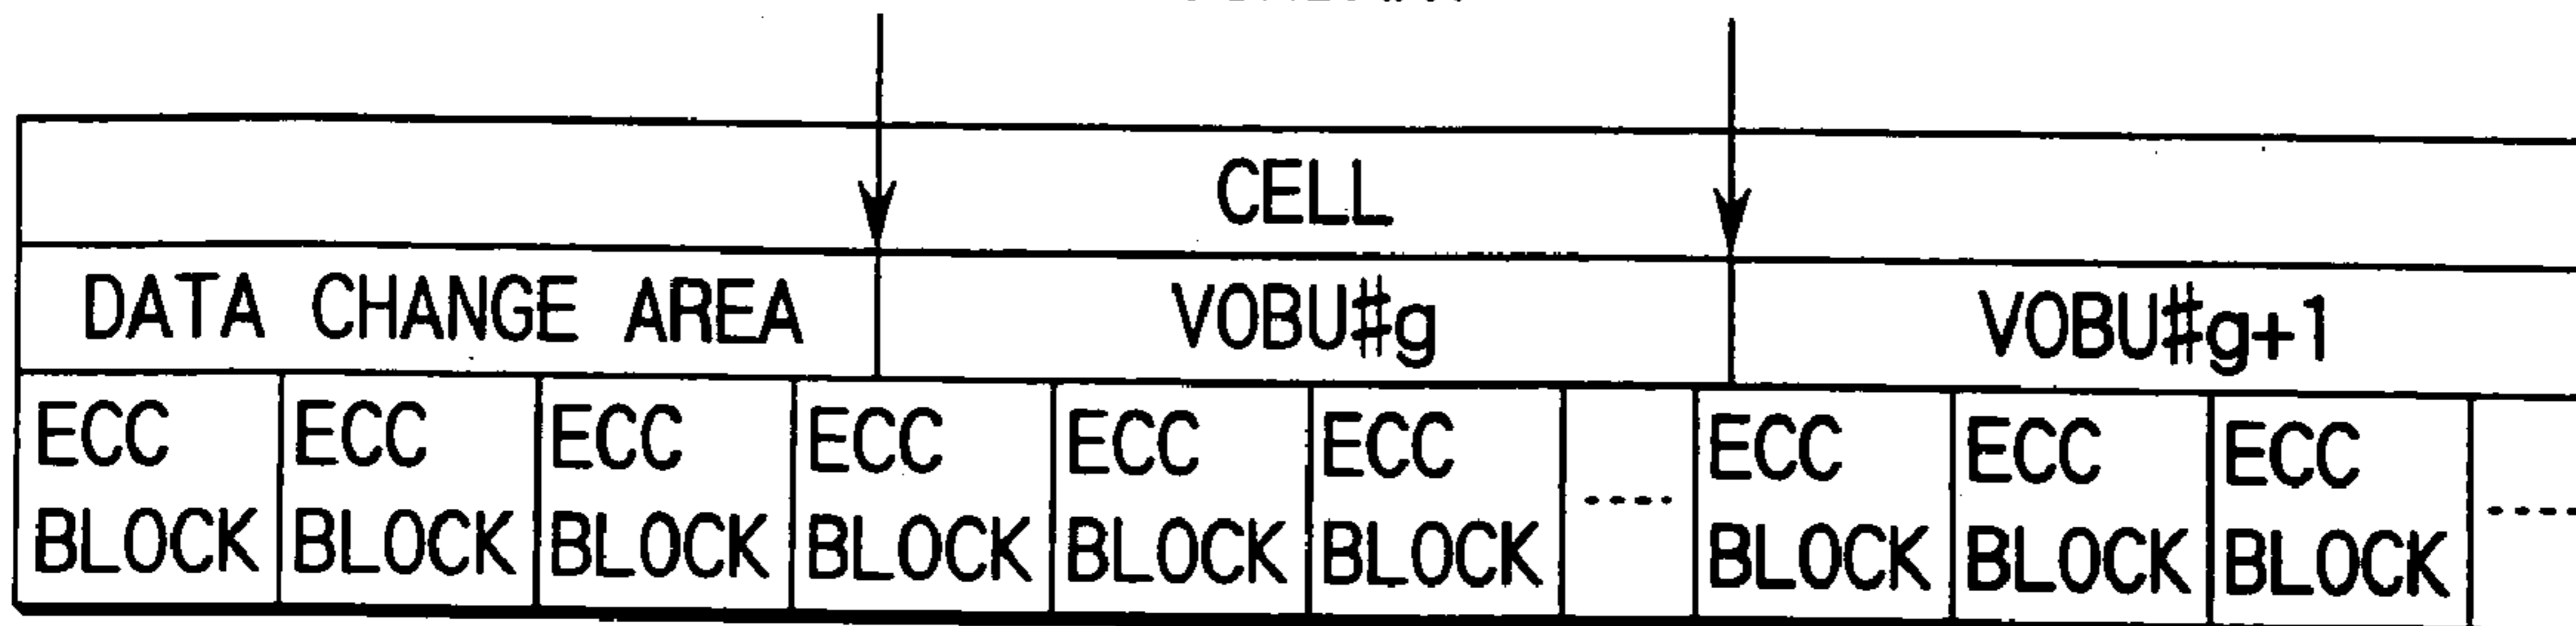 CELL
DATA CHANGE AREA VOBU#g VOBU#g+1
ECC ECC ECC ECC ECC ECC ECC ECC ECC
BLOCK BLOCK BLOCK BLOCK BLOCK BLOCK ---- BLOCK BLOCK BLOCK ----